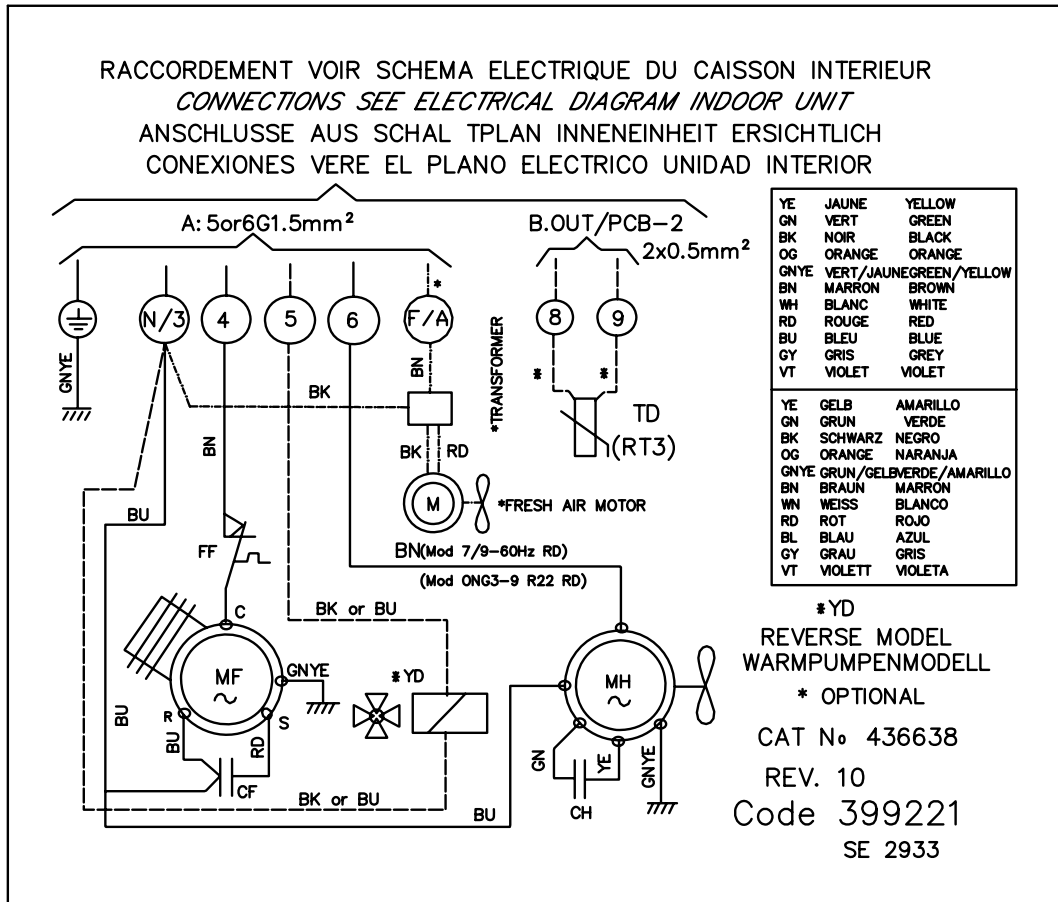 RACCORDEMENT VOIR SCHEMA ELECTRIQUE DU CAISSON INTERIEUR
CONNECTIONS SEE ELECTRICAL DIAGRAM INDOOR UNIT
ANSCHLUSSE AUS SCHAL TPLAN INNENEINHEIT ERSICHTLICH
CONEXIONES VERE EL PLANO ELECTRICO UNIDAD INTERIOR
A: 5or6G1.5mm²
B.OUT/PCB-2
2x0.5mm²
*
N/3
4
5
6
F/A
8
9
GNYE
BN
BK
BN
*TRANSFORMER
*
*
TD
(RT3)
BK
RD
M
*FRESH AIR MOTOR
BU
FF
BN(Mod 7/9-60Hz RD)
(Mod ONG3-9 R22 RD)
BK or BU
C
MF
~
GNYE
R
S
*YD
MH
~
BU
BU
RD
CF
BK or BU
BU
GN
YE
GNYE
CH
YE JAUNE YELLOW
GN VERT GREEN
BK NOIR BLACK
OG ORANGE ORANGE
GNYE VERT/JAUNEGREEN/YELLOW
BN MARRON BROWN
WH BLANC WHITE
RD ROUGE RED
BU BLEU BLUE
GY GRIS GREY
VT VIOLET VIOLET
YE GELB AMARILLO
GN GRUN VERDE
BK SCHWARZ NEGRO
OG ORANGE NARANJA
GNYE GRUN/GELBVERDE/AMARILLO
BN BRAUN MARRON
WN WEISS BLANCO
RD ROT ROJO
BL BLAU AZUL
GY GRAU GRIS
VT VIOLETT VIOLETA
*YD
REVERSE MODEL
WARMPUMPENMODELL
* OPTIONAL
CAT No 436638
REV. 10
Code 399221
SE 2933